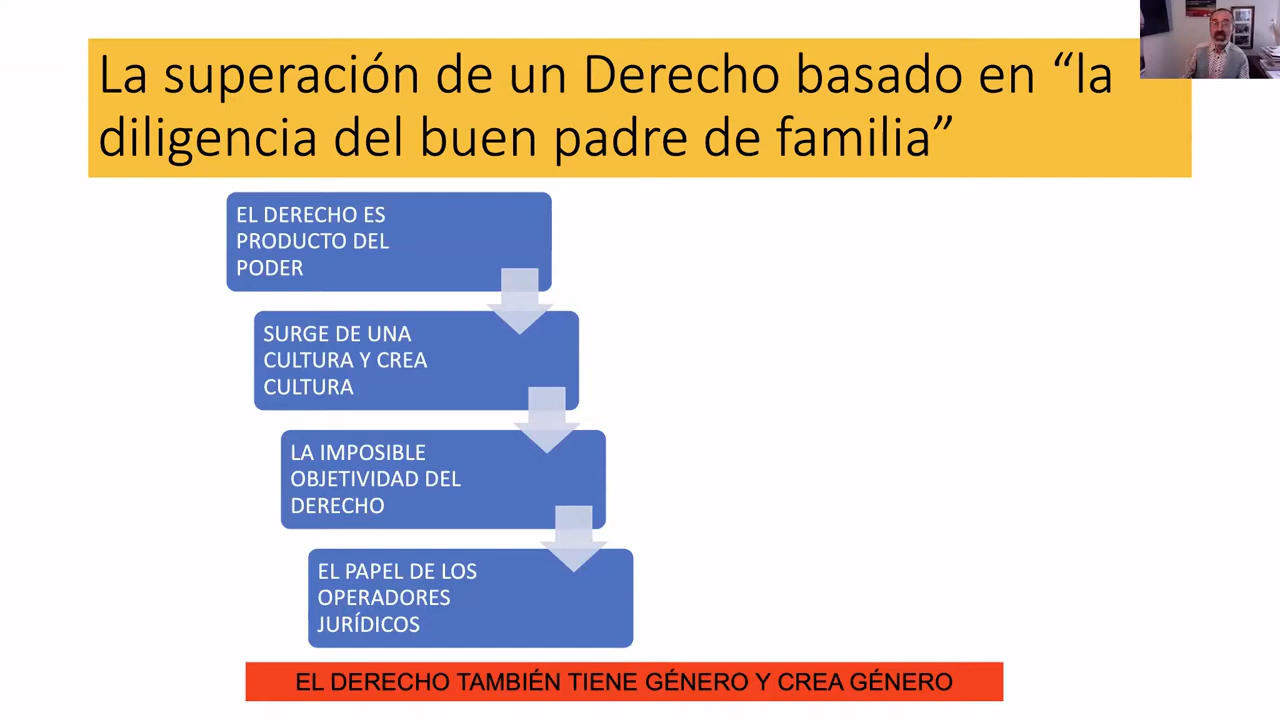 La superación de un Derecho basado en “la
diligencia del buen padre de familia”
EL DERECHO ES
PRODUCTO DEL
PODER
SURGE DE UNA
CULTURA Y CREA
CULTURA
LA IMPOSIBLE
OBJETIVIDAD DEL
DERECHO
EL PAPEL DE LOS
OPERADORES
JURÍDICOS
EL DERECHO TAMBIÉN TIENE GÉNERO Y CREA GÉNERO